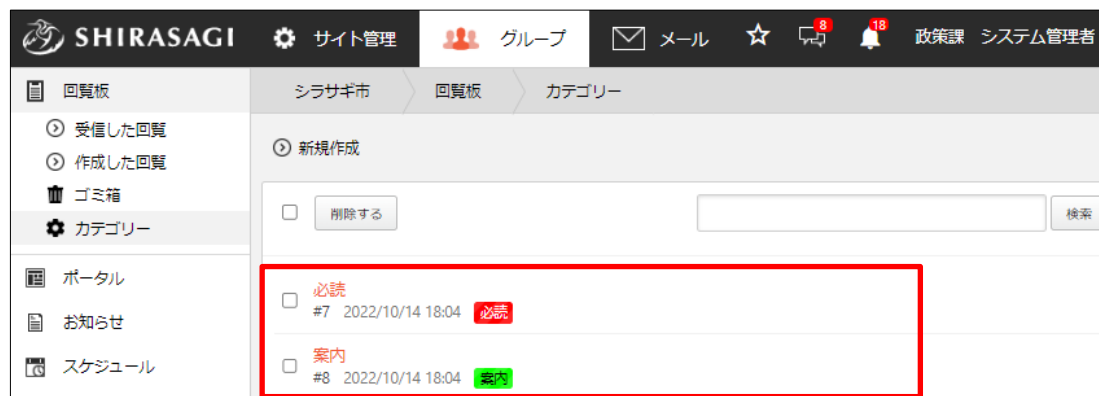 SHIRASAGI サイト管理 グループ メール 8 18 政策課 システム管理者
回覧板
受信した回覧
作成した回覧
ゴミ箱
カテゴリー
ポータル
お知らせ
スケジュール
シラサギ市 回覧板 カテゴリー
新規作成
削除する 検索
必読
#7 2022/10/14 18:04 必読
案内
#8 2022/10/14 18:04 案内